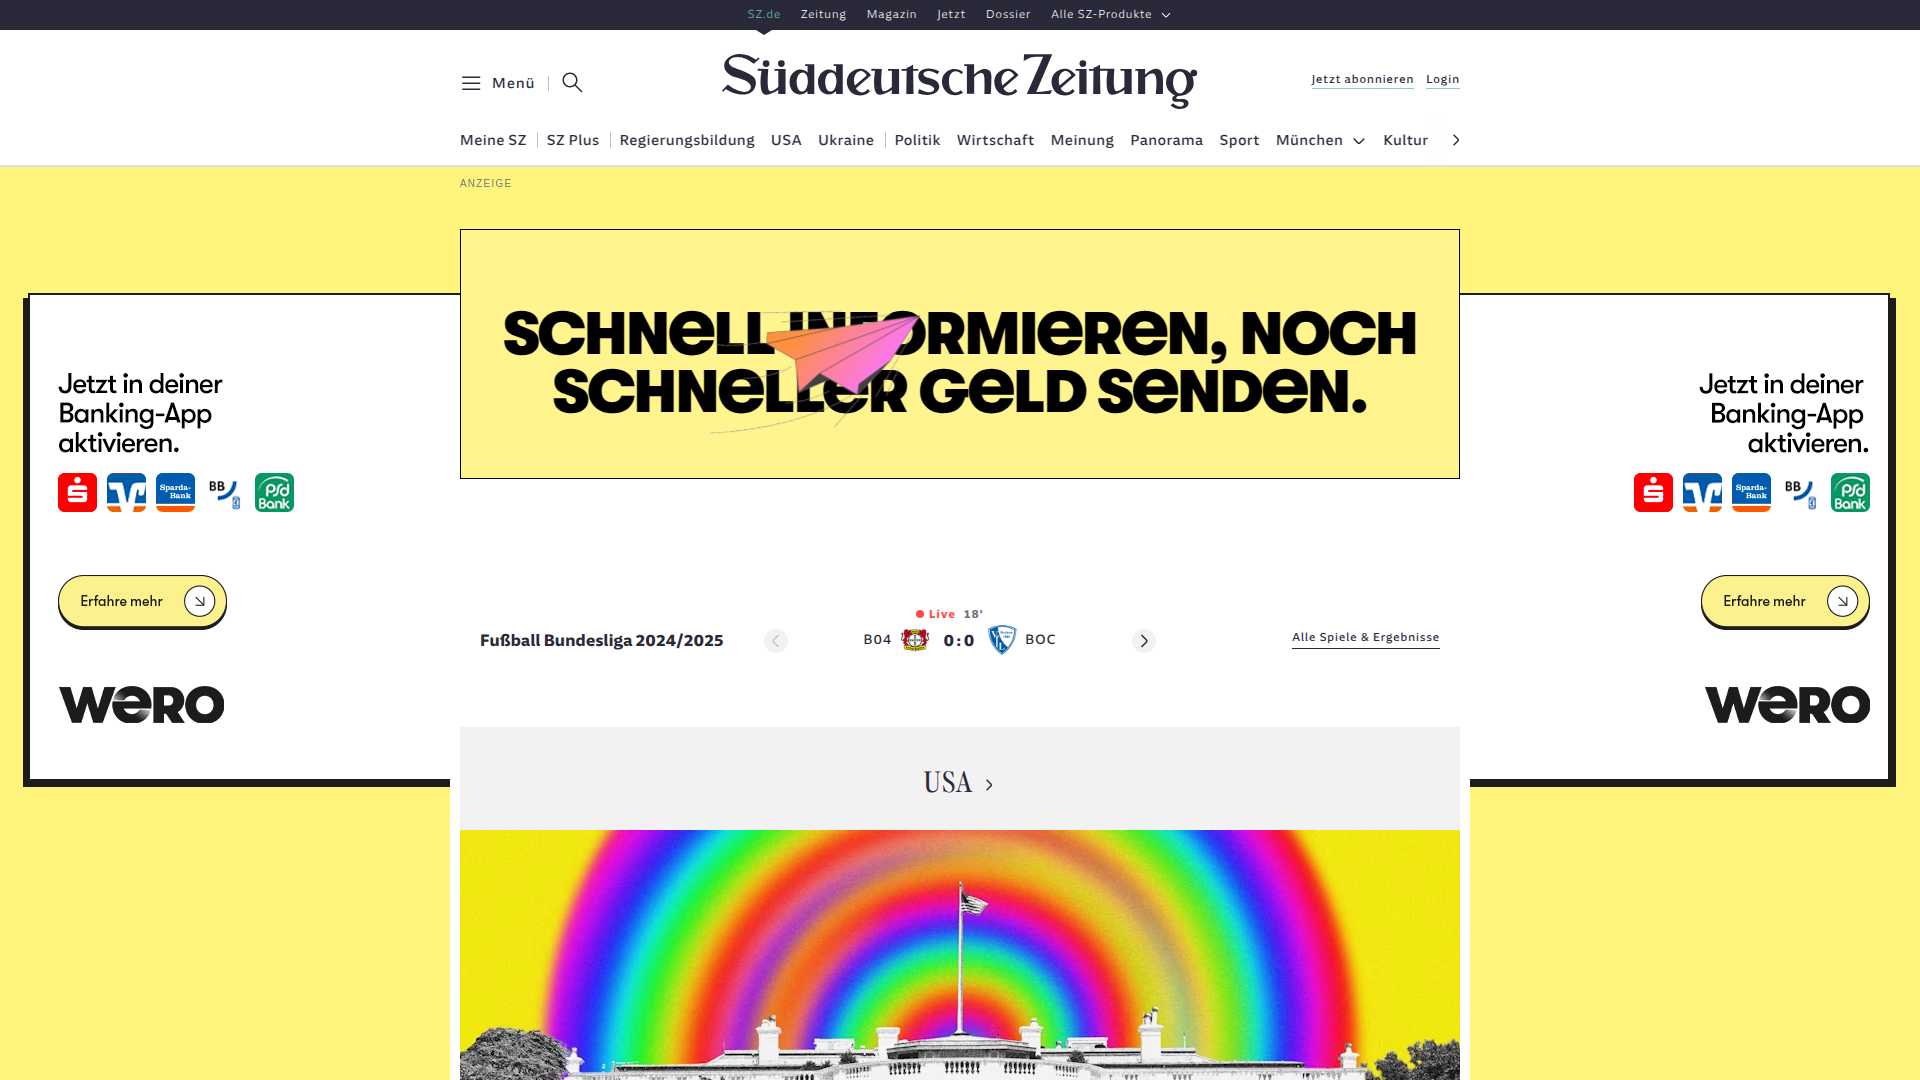 SZ.de Zeitung Magazin Jetzt Dossier Alle SZ-Produkte
Menü
Süddeutsche Zeitung
Jetzt abonnieren Login
Meine SZ SZ Plus Regierungsbildung USA Ukraine Politik Wirtschaft Meinung Panorama Sport München Kultur
ANZEIGE
SCHNeLL INFORMIeReN, NOCH
SCHNeLLeR GeLD SeNDeN.
Jetzt in deiner
Banking-App
aktivieren.
S
Sparda-
Bank
BB
psd
Bank
Erfahre mehr
weRO
Jetzt in deiner
Banking-App
aktivieren.
S
Sparda-
Bank
BB
psd
Bank
Erfahre mehr
weRO
Live 18'
Fußball Bundesliga 2024/2025
B04 0:0 BOC
Alle Spiele & Ergebnisse
USA